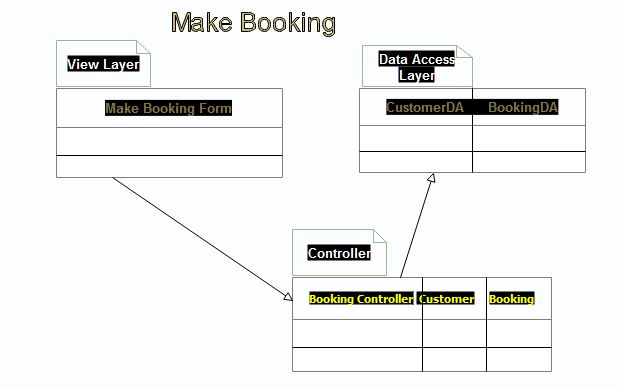 Make Booking
View Layer
Data Access
Layer
Make Booking Form
CustomerDA BookingDA
Controller
Booking Controller Customer Booking